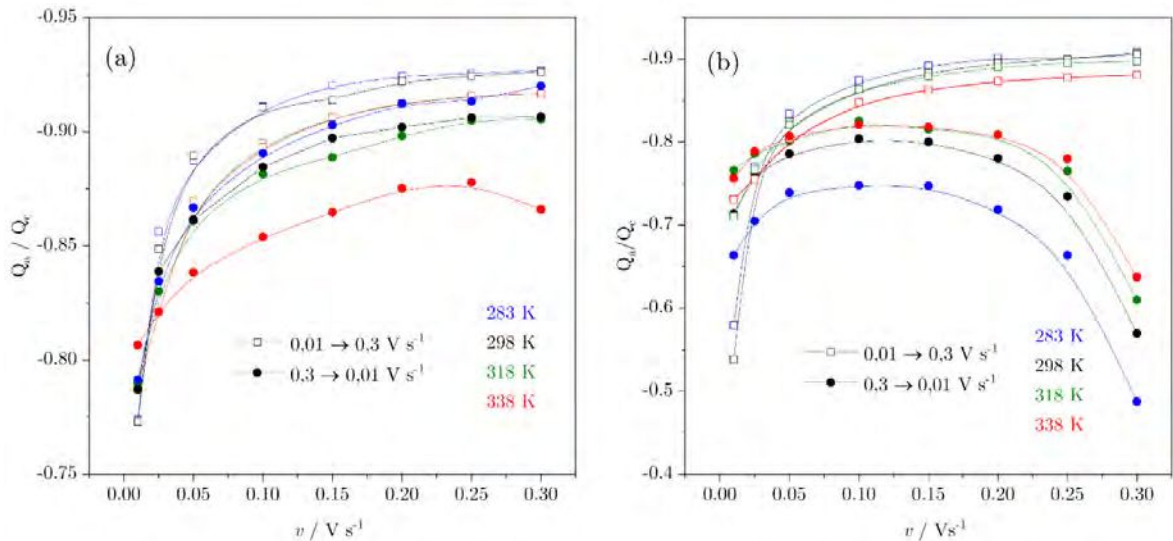 (a)
-0.95
-0.90
-0.85
-0.80
-0.75
Qₐ / Q꜀
0.00 0.05 0.10 0.15 0.20 0.25 0.30
v / V s⁻¹
0,01 → 0.3 V s⁻¹
0,3 → 0,01 V s⁻¹
283 K
298 K
318 K
338 K
(b)
-0.9
-0.8
-0.7
-0.6
-0.5
-0.4
Qₐ/Q꜀
0.00 0.05 0.10 0.15 0.20 0.25 0.30
v / Vs⁻¹
0.01 → 0.3 V s⁻¹
0,3 → 0,01 V s⁻¹
283 K
298 K
318 K
338 K